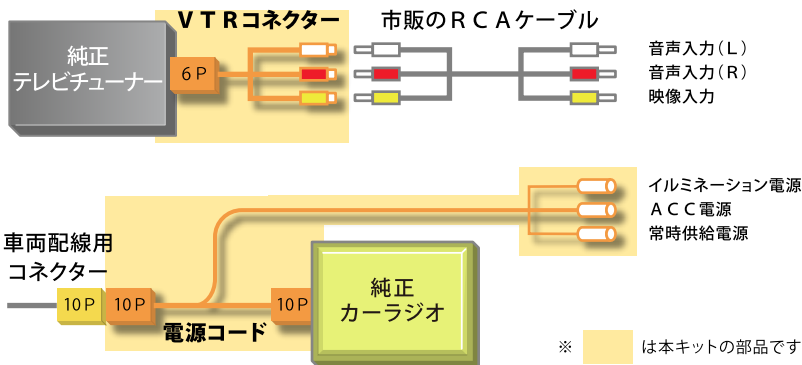 VTRコネクター
市販のRCAケーブル
純正
テレビチューナー
6P
音声入力(L)
音声入力(R)
映像入力
イルミネーション電源
ACC電源
常時供給電源
車両配線用
コネクター
10P
10P
10P
純正
カーラジオ
電源コード
※
は本キットの部品です